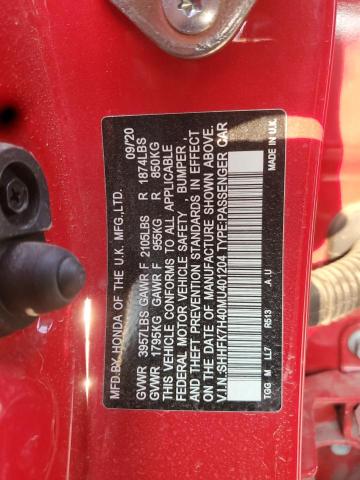 MFD.BY HONDA OF THE U.K. MFG.,LTD. 09/20
GVWR 3957LBS GAWR F 2105LBS R 1874LBS
GVWR 1795KG GAWR F 955KG R 850KG
THIS VEHICLE CONFORMS TO ALL APPLICABLE
FEDERAL MOTOR VEHICLE SAFETY, BUMPER,
AND THEFT PREVENTION STANDARDS IN EFFECT
ON THE DATE OF MANUFACTURE SHOWN ABOVE.
V.I.N.:SHHFK7H40MU401204 TYPE:PASSENGER CAR
TGG M LL7 R513 A U MADE IN U.K.